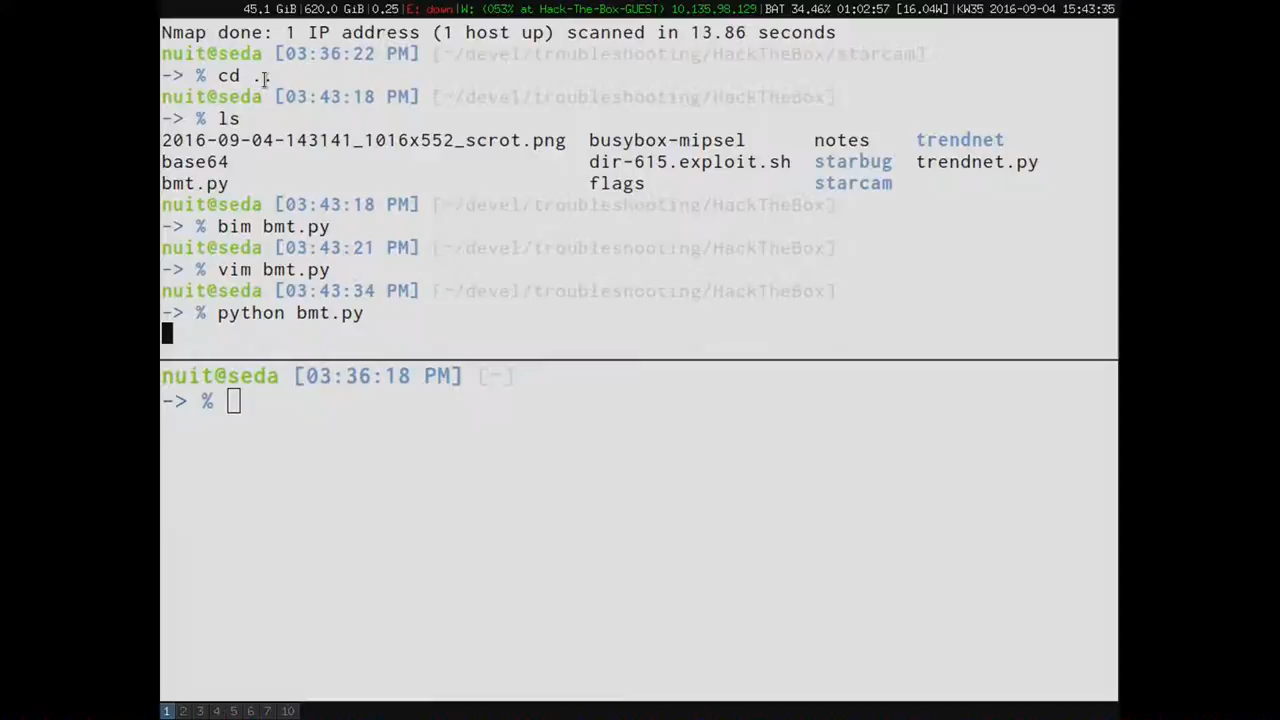 45.1 GiB|620.0 GiB|0.25|E: down|W: (053% at Hack-The-Box-GUEST) 10.135.98.129|BAT 34.46% 01:02:57 [16.04W]|KW35 2016-09-04 15:43:35
Nmap done: 1 IP address (1 host up) scanned in 13.86 seconds
nuit@seda [03:36:22 PM] [~/devel/troubleshooting/HackTheBox/starcam]
-> % cd ..
nuit@seda [03:43:18 PM] [~/devel/troubleshooting/HackTheBox]
-> % ls
2016-09-04-143141_1016x552_scrot.png busybox-mipsel notes trendnet
base64 dir-615.exploit.sh starbug trendnet.py
bmt.py flags starcam
nuit@seda [03:43:18 PM] [~/devel/troubleshooting/HackTheBox]
-> % bim bmt.py
nuit@seda [03:43:21 PM] [~/devel/troubleshooting/HackTheBox]
-> % vim bmt.py
nuit@seda [03:43:34 PM] [~/devel/troubleshooting/HackTheBox]
-> % python bmt.py
nuit@seda [03:36:18 PM] [~]
-> %
1 2 3 4 5 6 7 10